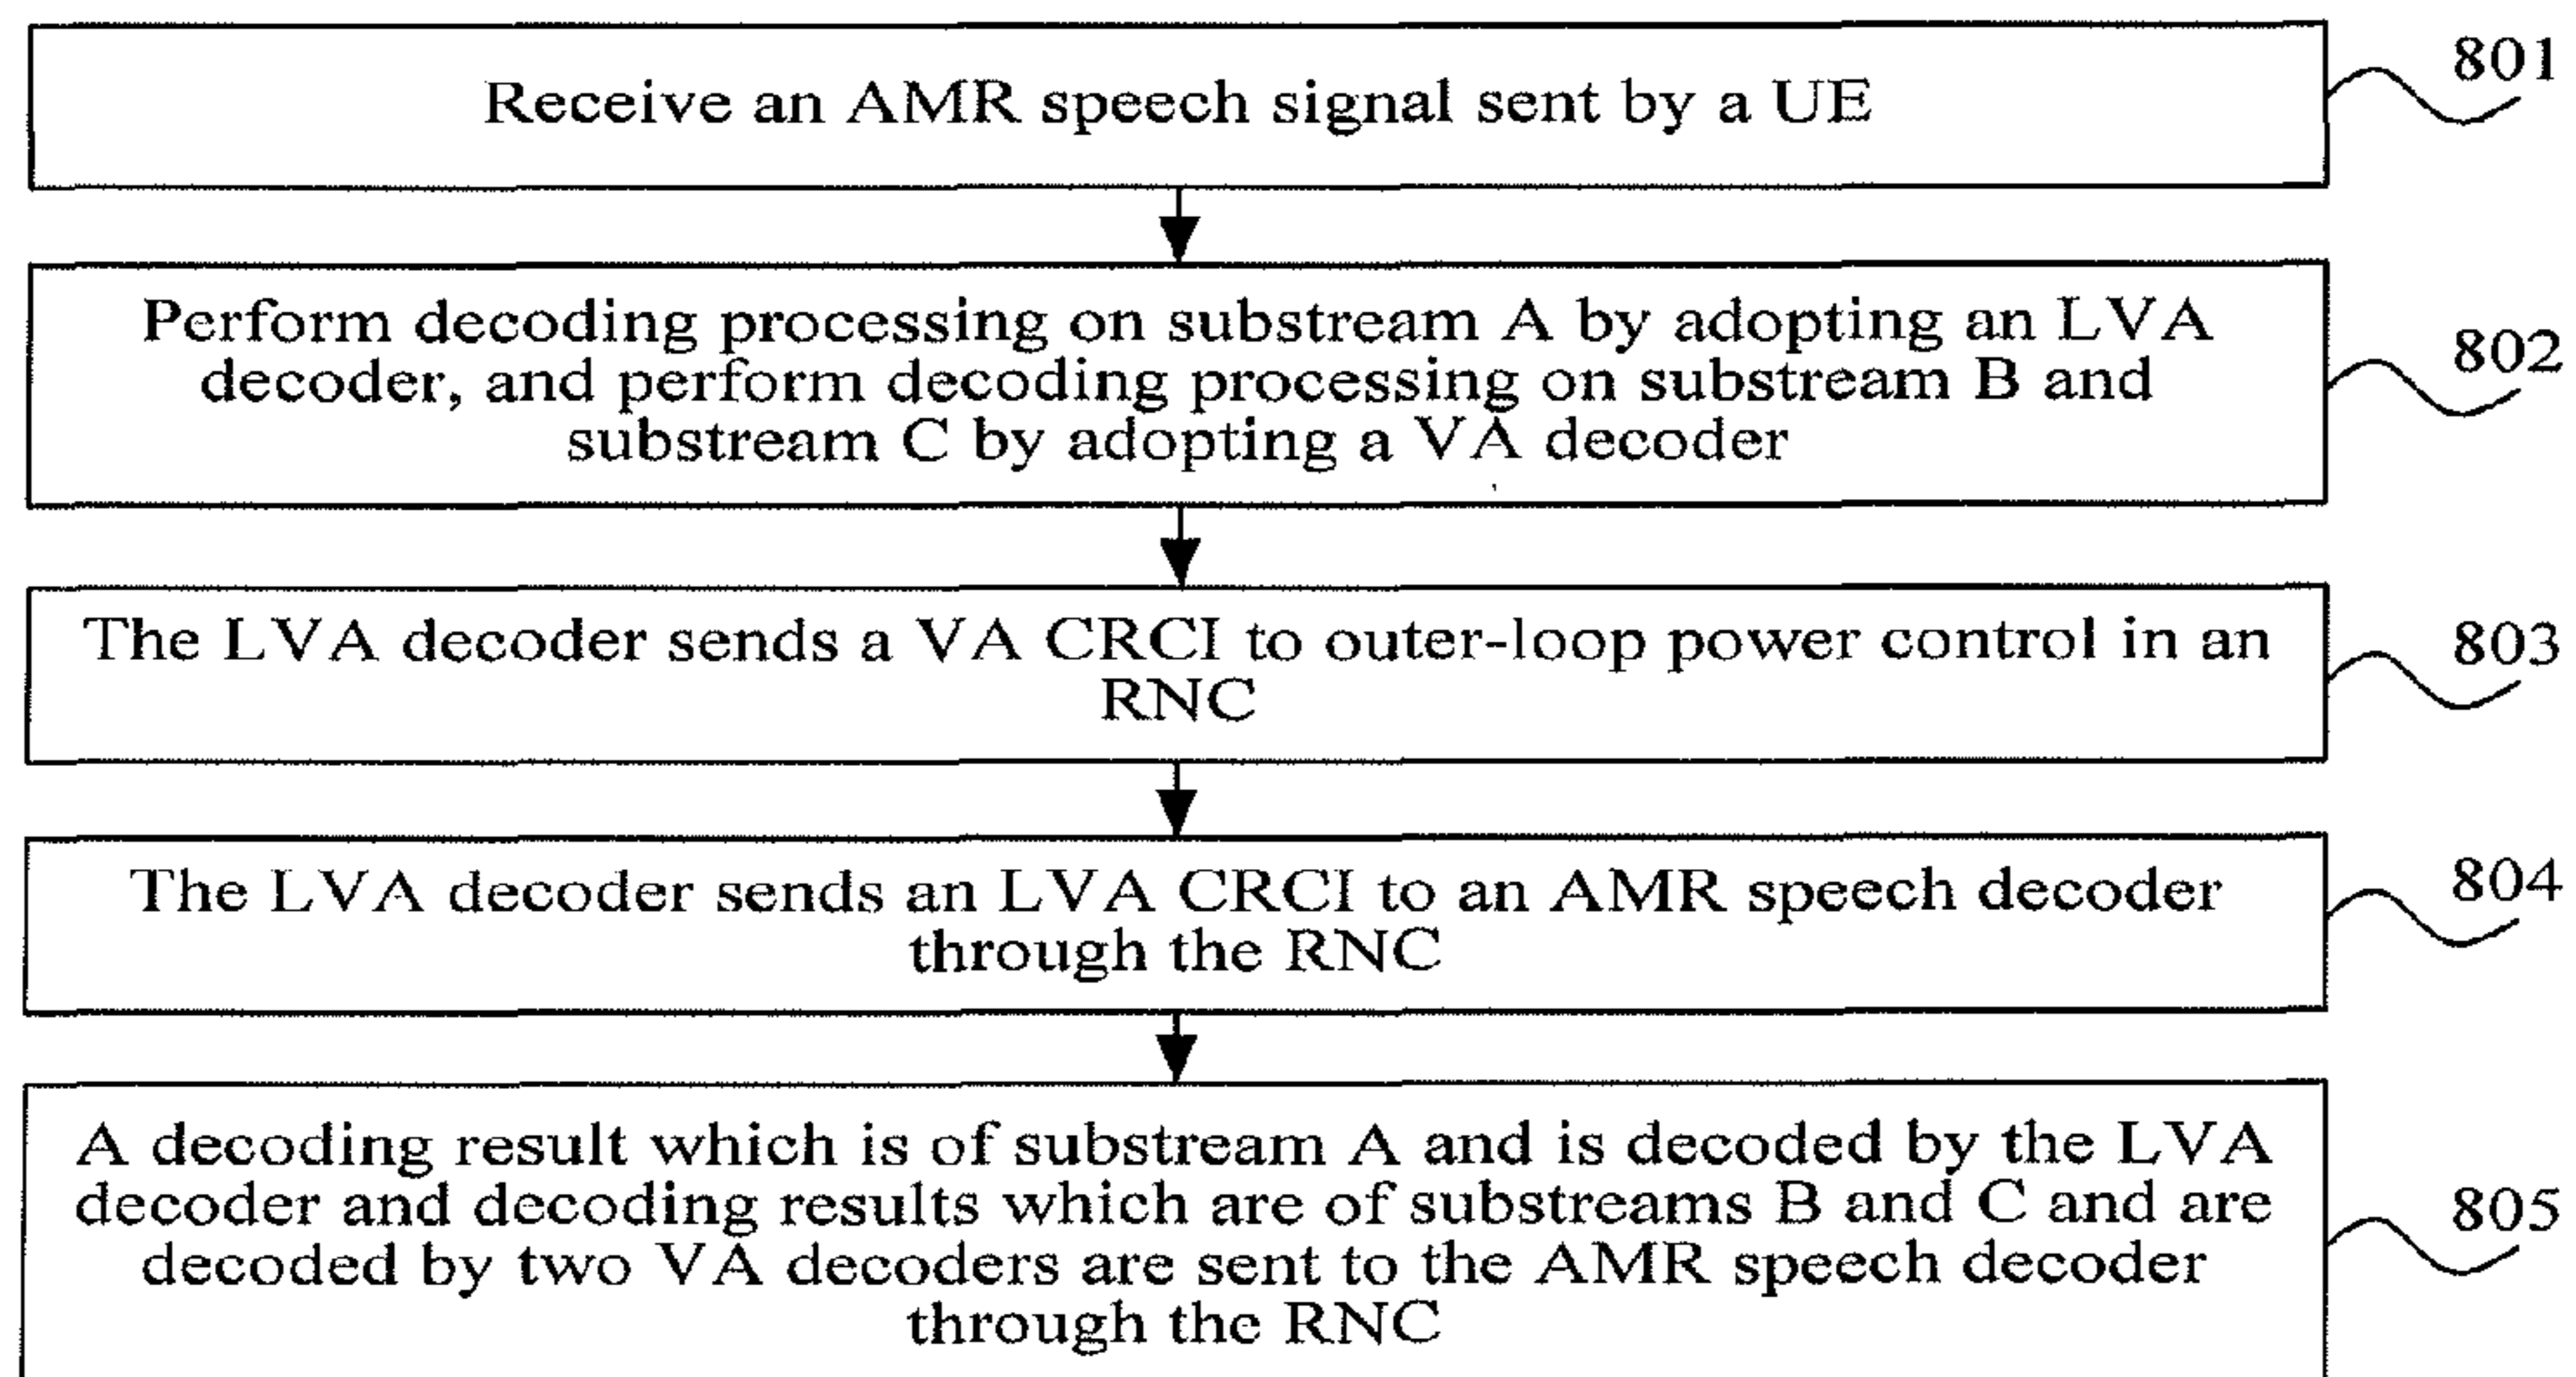 Receive an AMR speech signal sent by a UE
801
Perform decoding processing on substream A by adopting an LVA
decoder, and perform decoding processing on substream B and
substream C by adopting a VA decoder
802
The LVA decoder sends a VA CRCI to outer-loop power control in an
RNC
803
The LVA decoder sends an LVA CRCI to an AMR speech decoder
through the RNC
804
A decoding result which is of substream A and is decoded by the LVA
decoder and decoding results which are of substreams B and C and are
decoded by two VA decoders are sent to the AMR speech decoder
through the RNC
805